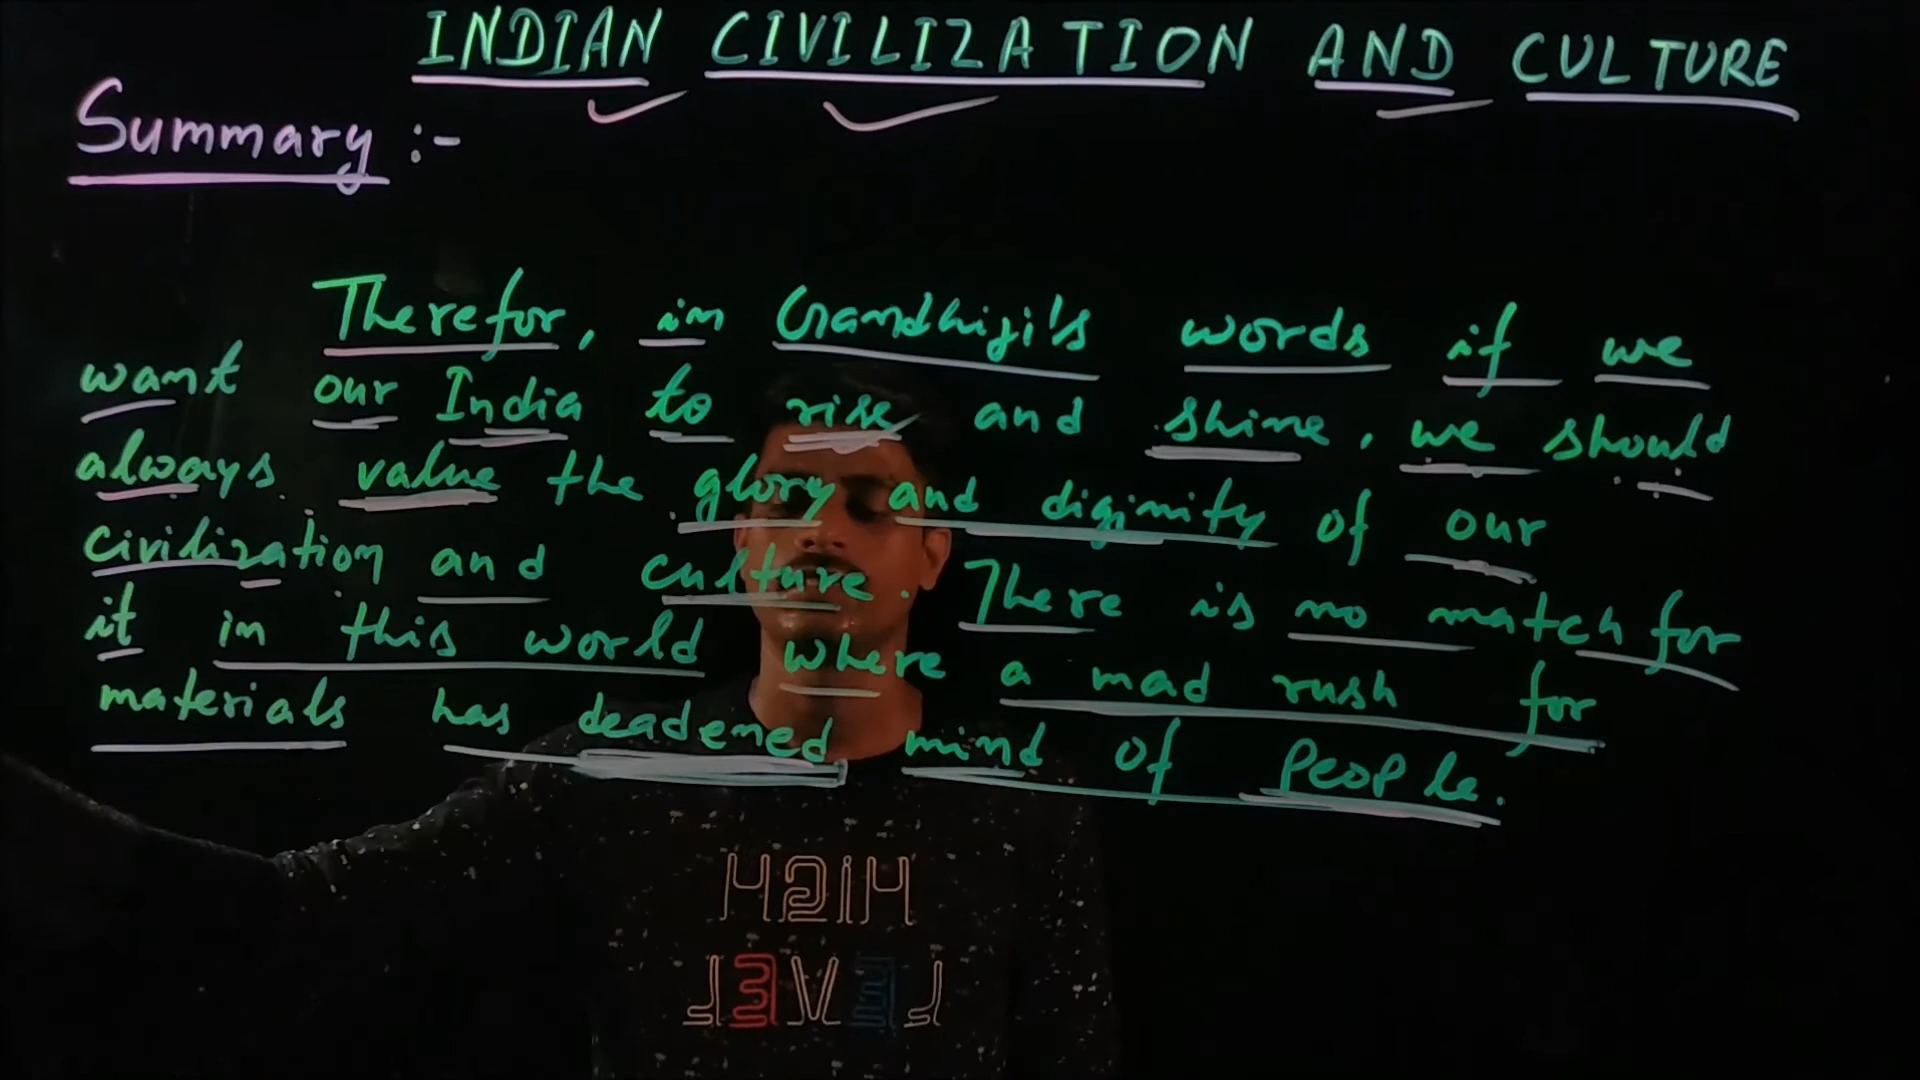 INDIAN CIVILIZATION AND CULTURE
Summary :-
Therefor, in Gandhiji's words if we
want our India to rise and shine, we should
always value the glory and diginity of our
civilization and culture. There is no match for
it in this world where a mad rush for
materials has deadened mind of People.
HIGH
LEVEL